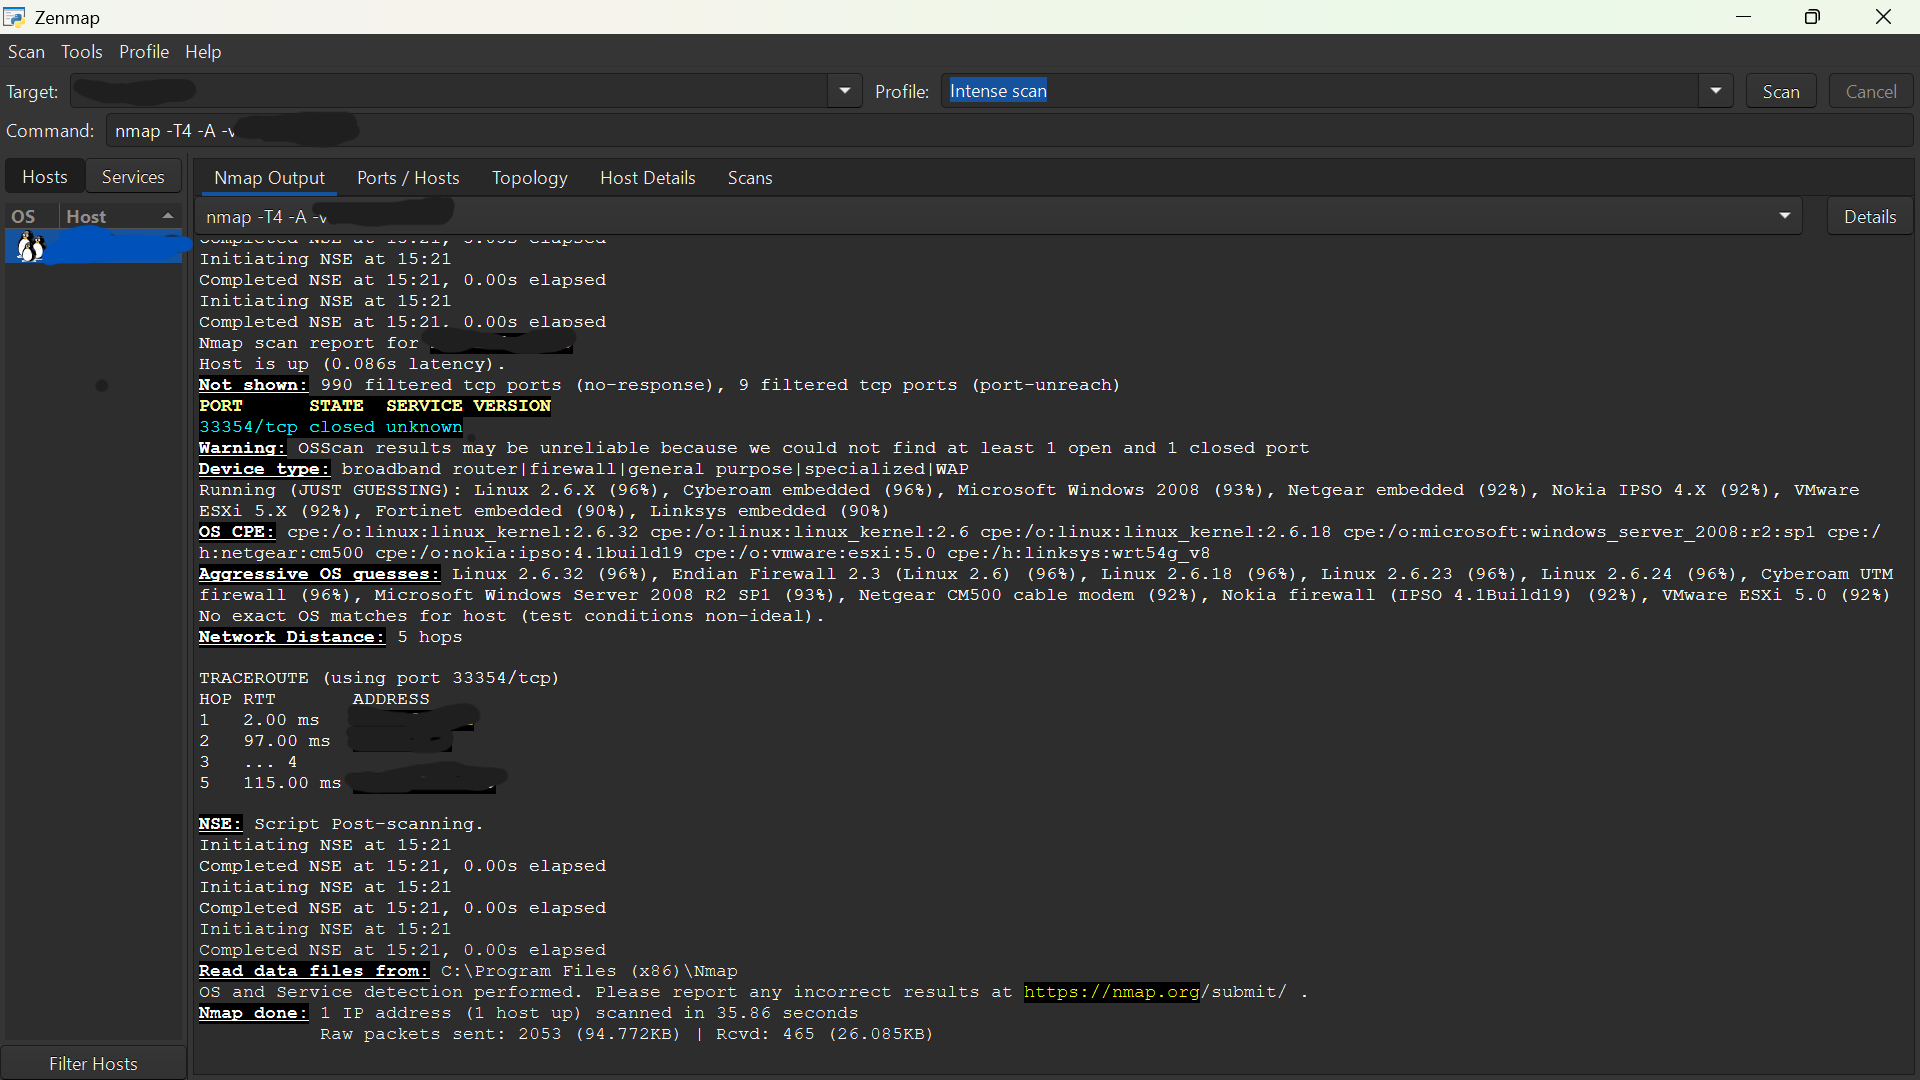 Zenmap
Scan Tools Profile Help
Target: Profile: Intense scan Scan Cancel
Command: nmap -T4 -A -v
Hosts Services
OS Host
Nmap Output Ports / Hosts Topology Host Details Scans
nmap -T4 -A -v Details
Completed NSE at 15:21, elapsed
Initiating NSE at 15:21
Completed NSE at 15:21, 0.00s elapsed
Initiating NSE at 15:21
Completed NSE at 15:21, 0.00s elapsed
Nmap scan report for
Host is up (0.086s latency).
Not shown: 990 filtered tcp ports (no-response), 9 filtered tcp ports (port-unreach)
PORT STATE SERVICE VERSION
33354/tcp closed unknown
Warning: OSScan results may be unreliable because we could not find at least 1 open and 1 closed port
Device type: broadband router|firewall|general purpose|specialized|WAP
Running (JUST GUESSING): Linux 2.6.X (96%), Cyberoam embedded (96%), Microsoft Windows 2008 (93%), Netgear embedded (92%), Nokia IPSO 4.X (92%), VMware
ESXi 5.X (92%), Fortinet embedded (90%), Linksys embedded (90%)
OS CPE: cpe:/o:linux:linux_kernel:2.6.32 cpe:/o:linux:linux_kernel:2.6 cpe:/o:linux:linux_kernel:2.6.18 cpe:/o:microsoft:windows_server_2008:r2:sp1 cpe:/
h:netgear:cm500 cpe:/o:nokia:ipso:4.1build19 cpe:/o:vmware:esxi:5.0 cpe:/h:linksys:wrt54g_v8
Aggressive OS guesses: Linux 2.6.32 (96%), Endian Firewall 2.3 (Linux 2.6) (96%), Linux 2.6.18 (96%), Linux 2.6.23 (96%), Linux 2.6.24 (96%), Cyberoam UTM
firewall (96%), Microsoft Windows Server 2008 R2 SP1 (93%), Netgear CM500 cable modem (92%), Nokia firewall (IPSO 4.1Build19) (92%), VMware ESXi 5.0 (92%)
No exact OS matches for host (test conditions non-ideal).
Network Distance: 5 hops
TRACEROUTE (using port 33354/tcp)
HOP RTT ADDRESS
1 2.00 ms
2 97.00 ms
3 ... 4
5 115.00 ms
NSE: Script Post-scanning.
Initiating NSE at 15:21
Completed NSE at 15:21, 0.00s elapsed
Initiating NSE at 15:21
Completed NSE at 15:21, 0.00s elapsed
Initiating NSE at 15:21
Completed NSE at 15:21, 0.00s elapsed
Read data files from: C:\Program Files (x86)\Nmap
OS and Service detection performed. Please report any incorrect results at https://nmap.org/submit/ .
Nmap done: 1 IP address (1 host up) scanned in 35.86 seconds
Raw packets sent: 2053 (94.772KB) | Rcvd: 465 (26.085KB)
Filter Hosts